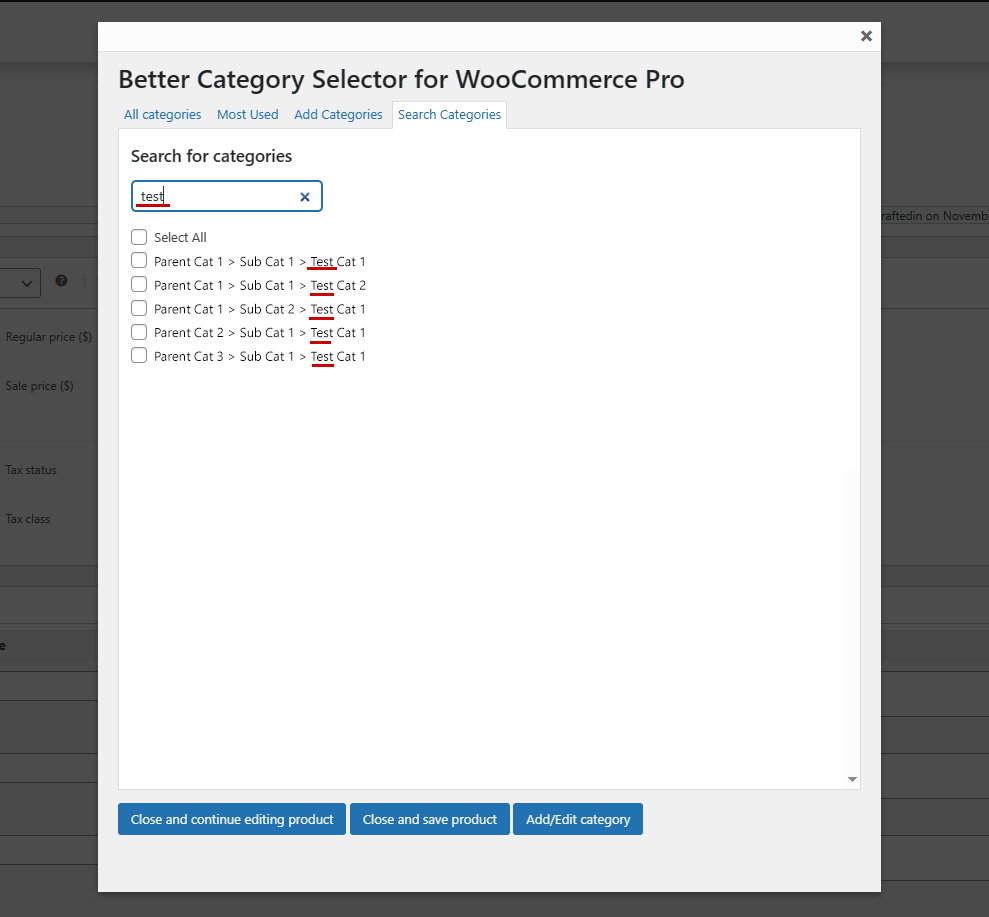 Better Category Selector for WooCommerce Pro
All categories Most Used Add Categories Search Categories
Search for categories
test
Select All
Parent Cat 1 > Sub Cat 1 > Test Cat 1
Parent Cat 1 > Sub Cat 1 > Test Cat 2
Parent Cat 1 > Sub Cat 2 > Test Cat 1
Parent Cat 2 > Sub Cat 1 > Test Cat 1
Parent Cat 3 > Sub Cat 1 > Test Cat 1
Close and continue editing product Close and save product Add/Edit category
raftedin on Novemb
Regular price ($)
Sale price ($)
Tax status
Tax class
e